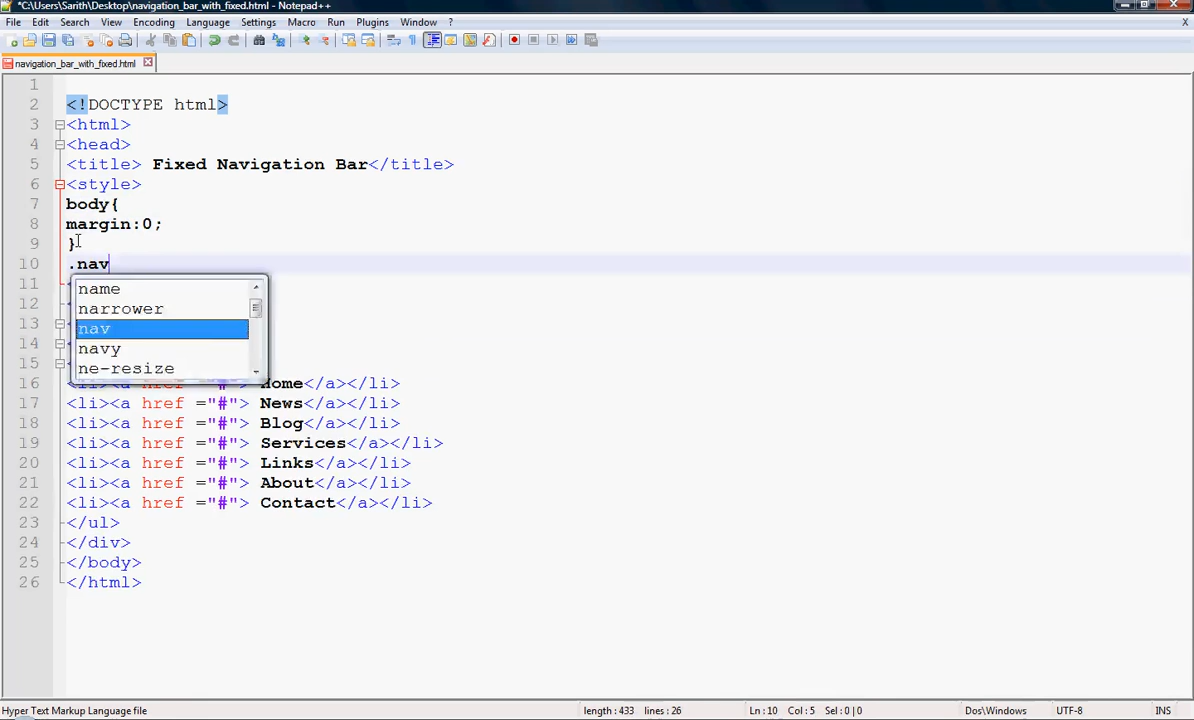 *C:\Users\Sarith\Desktop\navigation_bar_with_fixed.html - Notepad++
File Edit Search View Encoding Language Settings Macro Run Plugins Window ? X
navigation_bar_with_fixed.html
1
2 <!DOCTYPE html>
3 <html>
4 <head>
5 <title> Fixed Navigation Bar</title>
6 <style>
7 body{
8 margin:0;
9 }
10 .nav
11
name
12
narrower
13
nav
14
navy
15
ne-resize
16 <li><a href ="#"> Home</a></li>
17 <li><a href ="#"> News</a></li>
18 <li><a href ="#"> Blog</a></li>
19 <li><a href ="#"> Services</a></li>
20 <li><a href ="#"> Links</a></li>
21 <li><a href ="#"> About</a></li>
22 <li><a href ="#"> Contact</a></li>
23 </ul>
24 </div>
25 </body>
26 </html>
Hyper Text Markup Language file length : 433 lines : 26 Ln : 10 Col : 5 Sel : 0 | 0 Dos\Windows UTF-8 INS